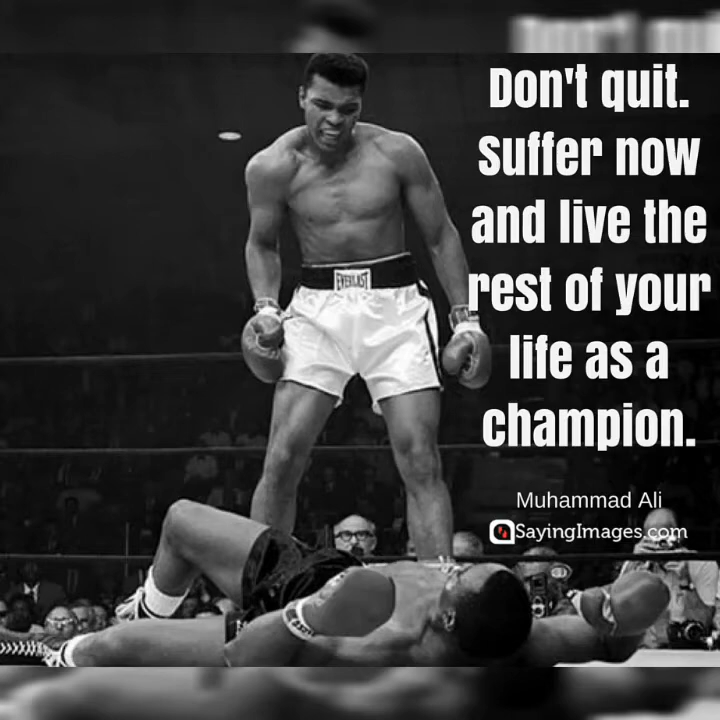 Don't quit.
Suffer now
and live the
rest of your
life as a
champion.
Muhammad Ali
SayingImages.com
EVERLAST